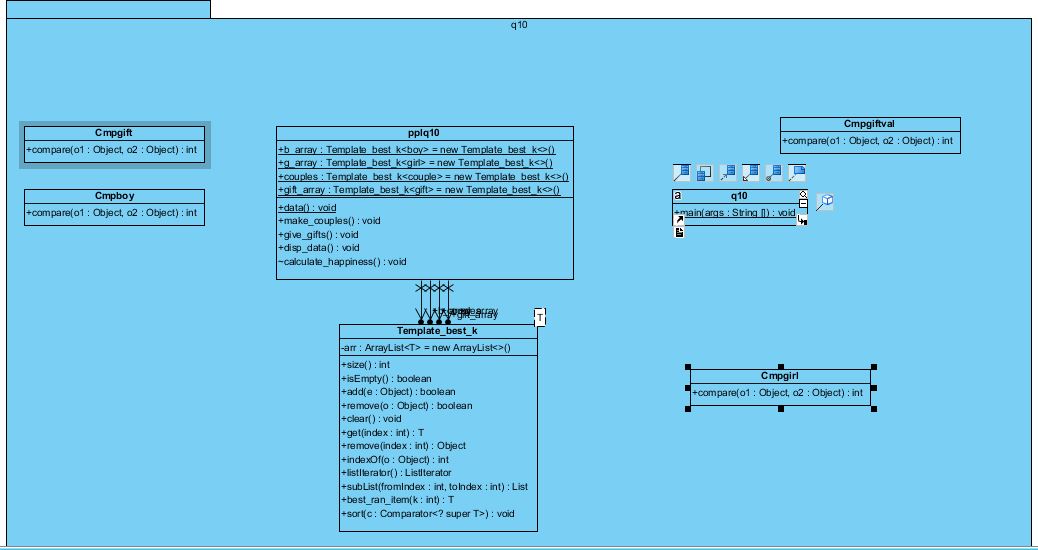 q10
Cmpgift
+compare(o1 : Object, o2 : Object) : int
Cmpboy
+compare(o1 : Object, o2 : Object) : int
pplq10
+b_array : Template_best_k<boy> = new Template_best_k<>()
+g_array : Template_best_k<girl> = new Template_best_k<>()
+couples : Template_best_k<couple> = new Template_best_k<>()
+gift_array : Template_best_k<gift> = new Template_best_k<>()
+data() : void
+make_couples() : void
+give_gifts() : void
+disp_data() : void
~calculate_happiness() : void
Cmpgiftval
+compare(o1 : Object, o2 : Object) : int
a
q10
+main(args : String []) : void
T
Template_best_k
-arr : ArrayList<T> = new ArrayList<>()
+size() : int
+isEmpty() : boolean
+add(e : Object) : boolean
+remove(o : Object) : boolean
+clear() : void
+get(index : int) : T
+remove(index : int) : Object
+indexOf(o : Object) : int
+listIterator() : ListIterator
+subList(fromIndex : int, toIndex : int) : List
+best_ran_item(k : int) : T
+sort(c : Comparator<? super T>) : void
Cmpgirl
+compare(o1 : Object, o2 : Object) : int